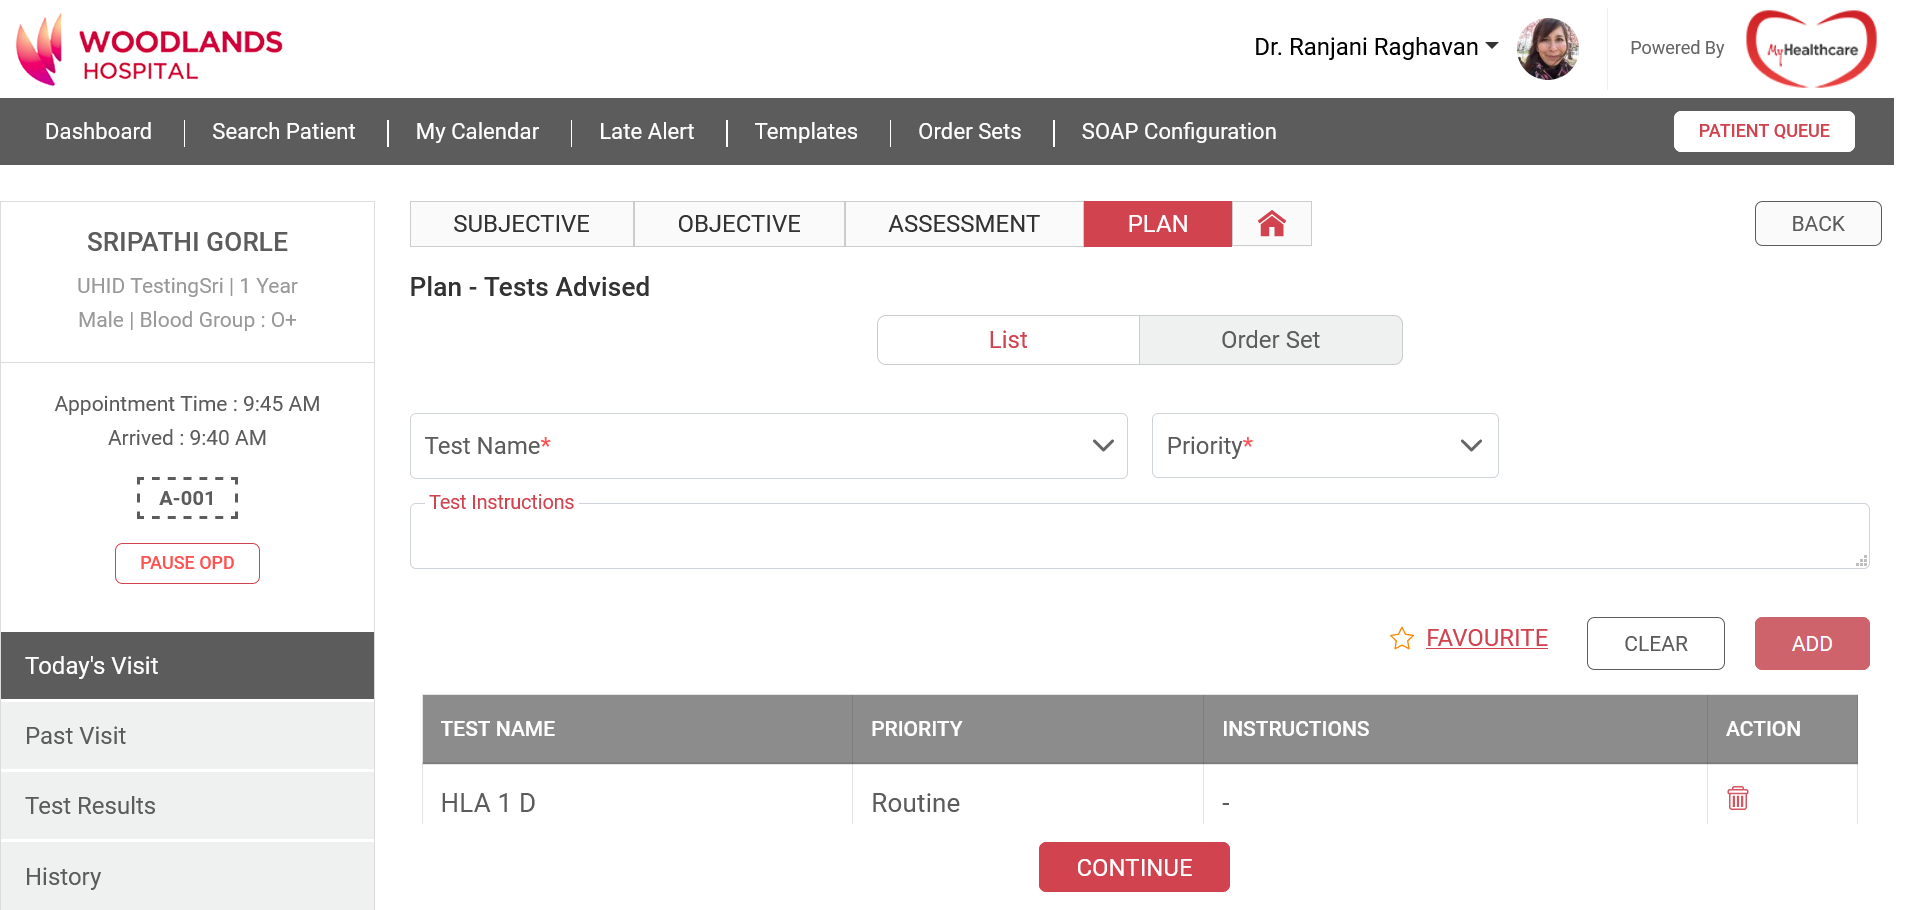 WOODLANDS
HOSPITAL
Dr. Ranjani Raghavan
Powered By
MyHealthcare
Dashboard
Search Patient
My Calendar
Late Alert
Templates
Order Sets
SOAP Configuration
PATIENT QUEUE
SRIPATHI GORLE
UHID TestingSri | 1 Year
Male | Blood Group : O+
Appointment Time : 9:45 AM
Arrived : 9:40 AM
A-001
PAUSE OPD
Today's Visit
Past Visit
Test Results
History
SUBJECTIVE
OBJECTIVE
ASSESSMENT
PLAN
BACK
Plan - Tests Advised
List
Order Set
Test Name*
Priority*
Test Instructions
FAVOURITE
CLEAR
ADD
TEST NAME
PRIORITY
INSTRUCTIONS
ACTION
HLA 1 D
Routine
-
CONTINUE